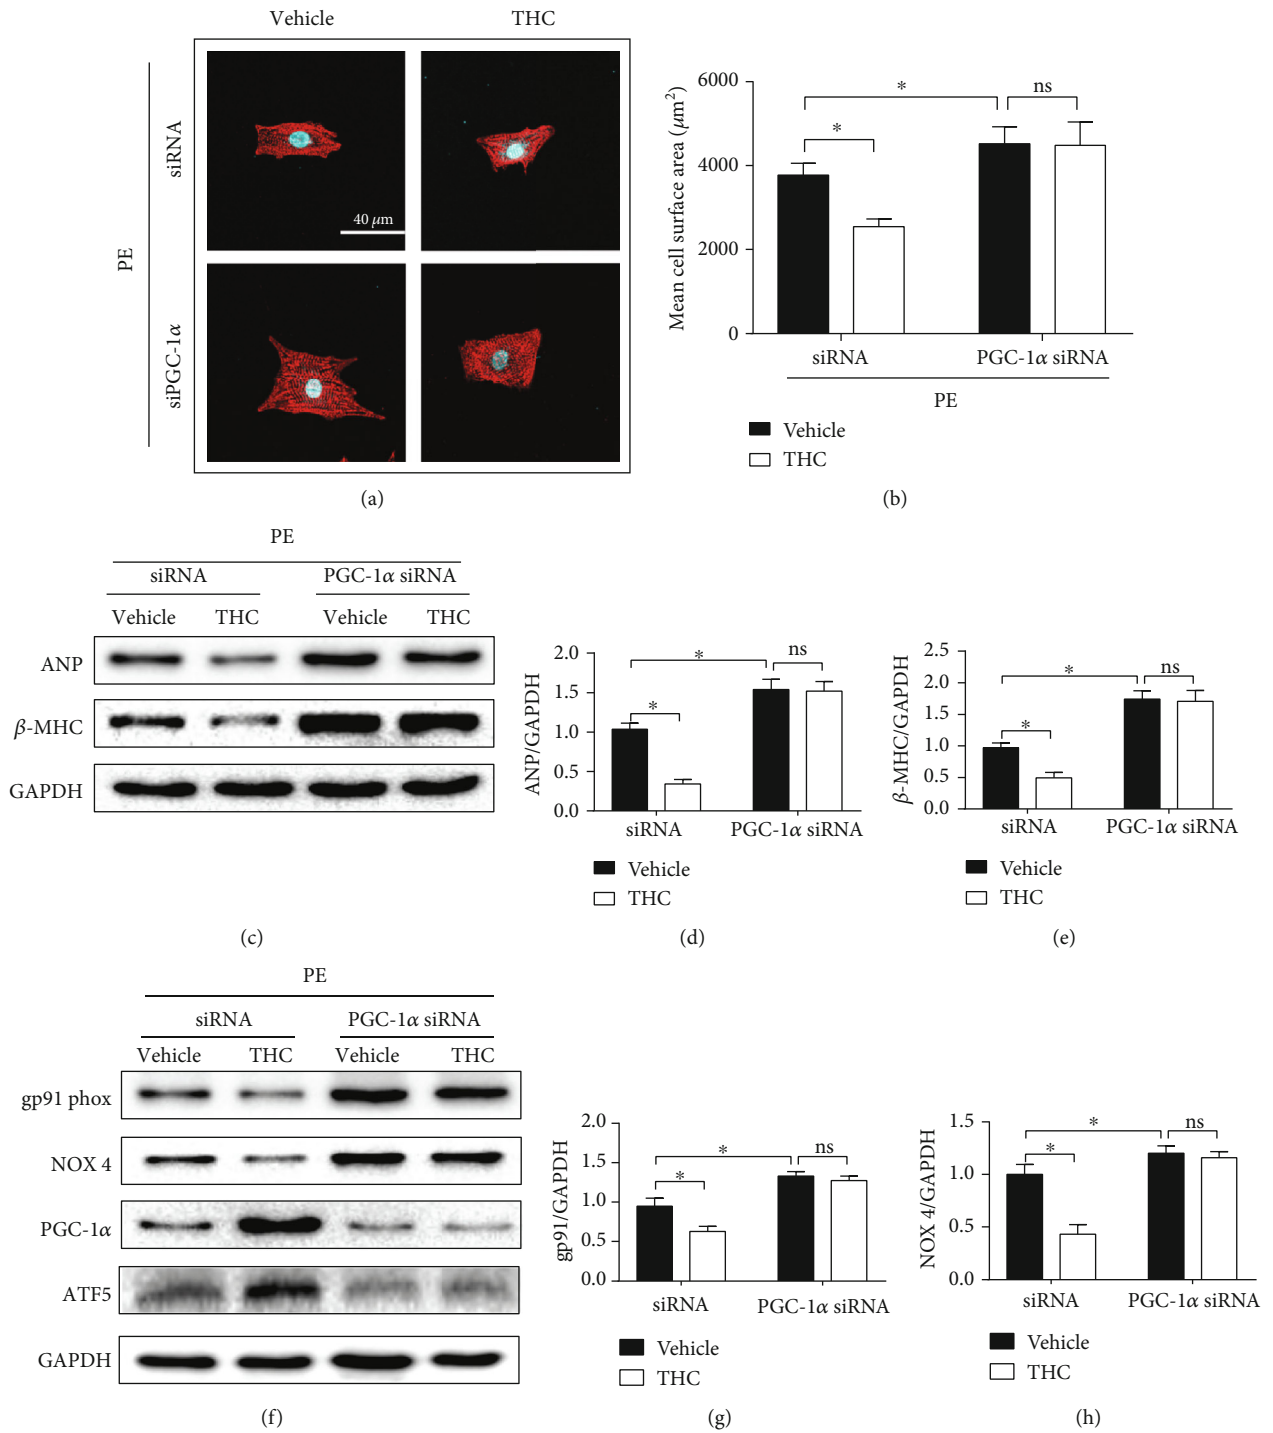 Vehicle THC
PE
siRNA
siPGC-1α
40 μm
(a)
Mean cell surface area (μm²)
6000
4000
2000
0
* * ns
siRNA PGC-1α siRNA
PE
Vehicle
THC
(b)
PE
siRNA PGC-1α siRNA
Vehicle THC Vehicle THC
ANP
β-MHC
GAPDH
(c)
ANP/GAPDH
2.0
1.5
1.0
0.5
0.0
* * ns
siRNA PGC-1α siRNA
Vehicle
THC
(d)
β-MHC/GAPDH
2.5
2.0
1.5
1.0
0.5
0.0
* * ns
siRNA PGC-1α siRNA
Vehicle
THC
(e)
PE
siRNA PGC-1α siRNA
Vehicle THC Vehicle THC
gp91 phox
NOX 4
PGC-1α
ATF5
GAPDH
(f)
gp91/GAPDH
2.0
1.5
1.0
0.5
0.0
* * ns
siRNA PGC-1α siRNA
Vehicle
THC
(g)
NOX 4/GAPDH
1.5
1.0
0.5
0.0
* * ns
siRNA PGC-1α siRNA
Vehicle
THC
(h)